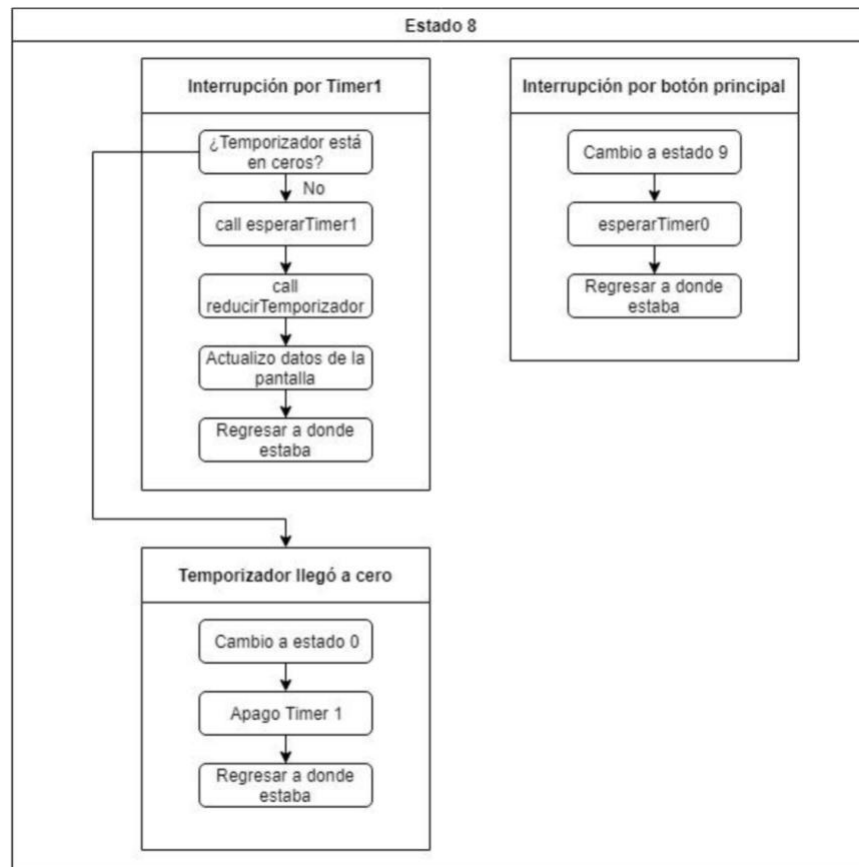 Estado 8
Interrupción por Timer1
¿Temporizador está
en ceros?
No
call esperarTimer1
call
reducirTemporizador
Actualizo datos de la
pantalla
Regresar a donde
estaba
Interrupción por botón principal
Cambio a estado 9
esperarTimer0
Regresar a donde
estaba
Temporizador llegó a cero
Cambio a estado 0
Apago Timer 1
Regresar a donde
estaba